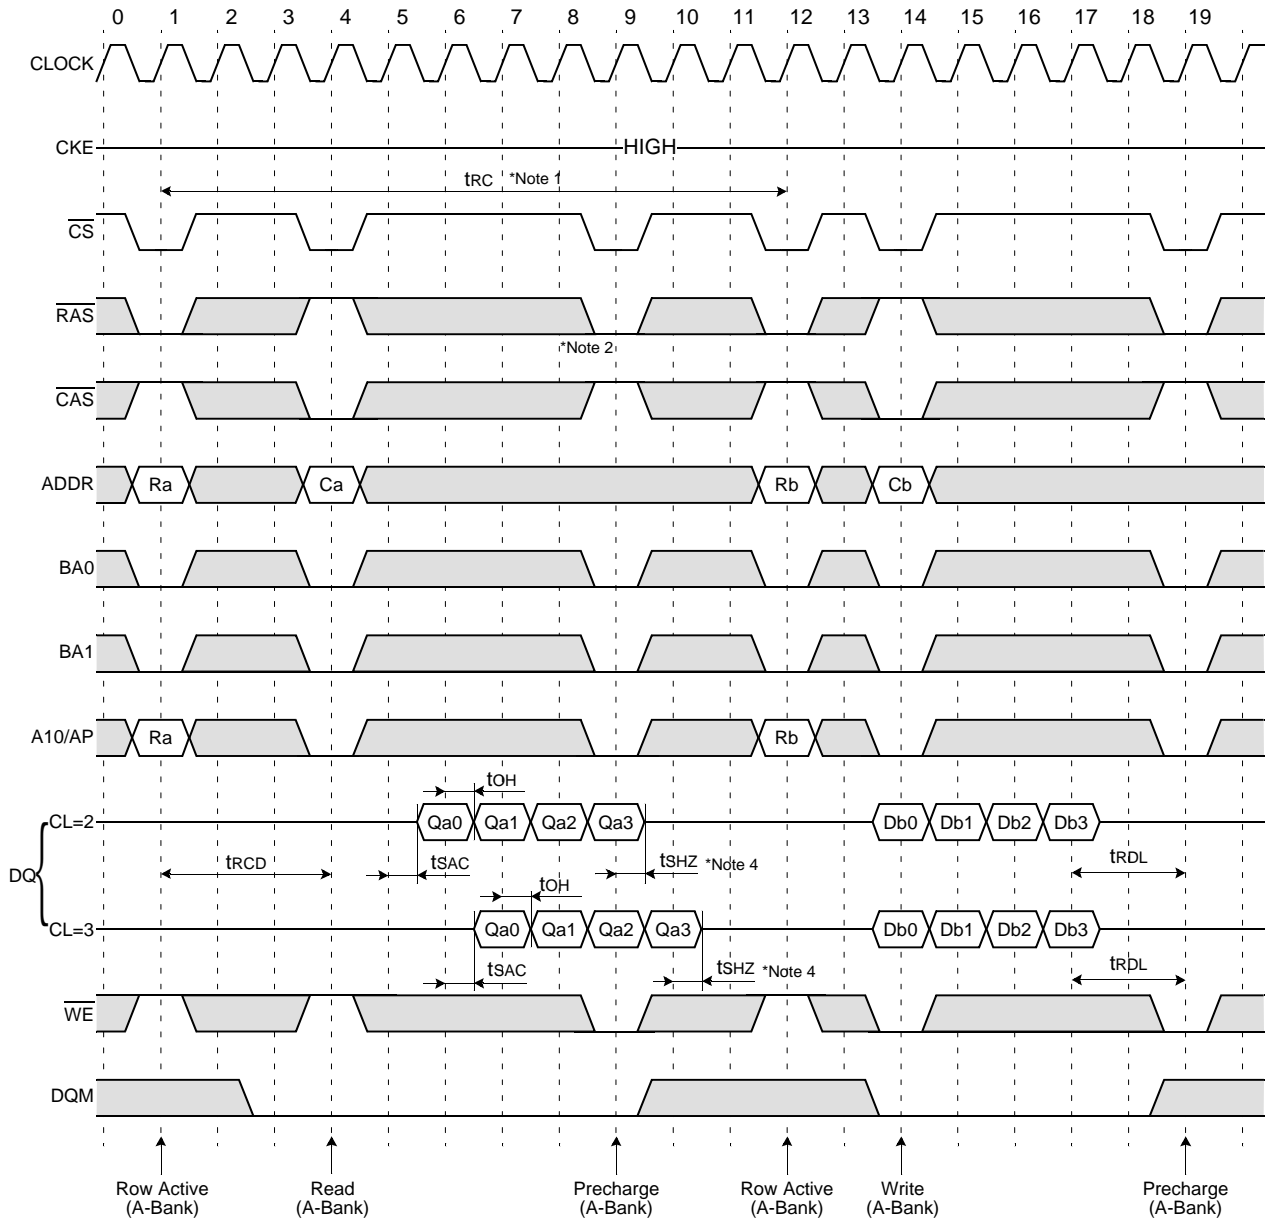 0 1 2 3 4 5 6 7 8 9 10 11 12 13 14 15 16 17 18 19
CLOCK
CKE HIGH
tRC *Note 1
CS
RAS
*Note 2
CAS
ADDR Ra Ca Rb Cb
BA0
BA1
A10/AP Ra Rb
tOH
CL=2 Qa0 Qa1 Qa2 Qa3 Db0 Db1 Db2 Db3
DQ tRCD tSAC tSHZ *Note 4 tRDL
tOH
CL=3 Qa0 Qa1 Qa2 Qa3 Db0 Db1 Db2 Db3
tSAC tSHZ *Note 4 tRDL
WE
DQM
Row Active Read Precharge Row Active Write Precharge
(A-Bank) (A-Bank) (A-Bank) (A-Bank) (A-Bank) (A-Bank)